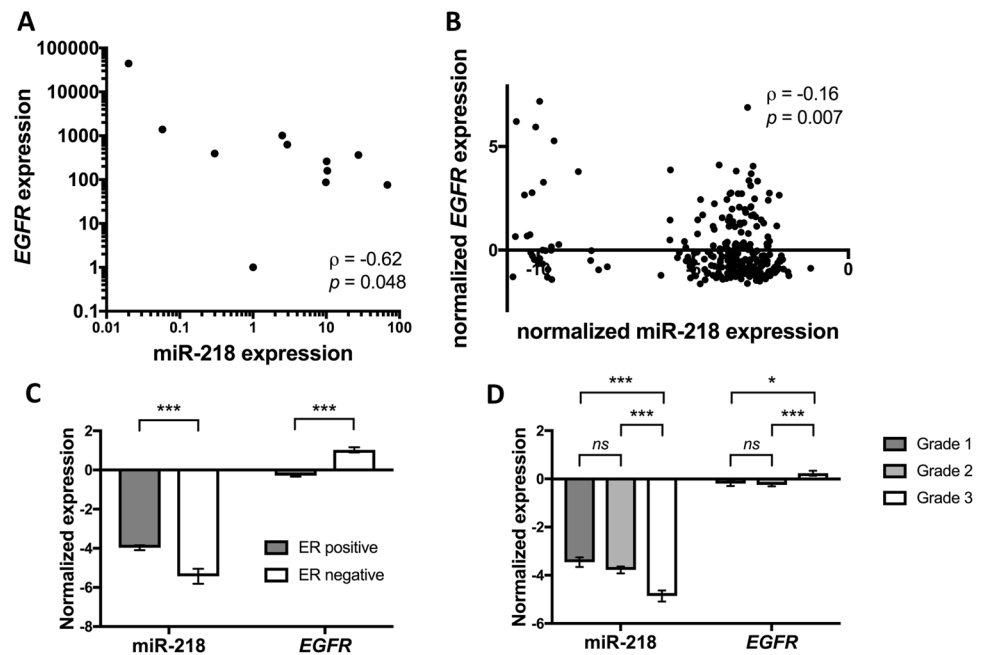 A
EGFR expression
100000
10000
1000
100
10
1
0.1
0.01
0.1
1
10
100
miR-218 expression
ρ = -0.62
p = 0.048
B
normalized EGFR expression
5
0
-10
0
normalized miR-218 expression
ρ = -0.16
p = 0.007
C
Normalized expression
2
0
-2
-4
-6
-8
***
***
ER positive
ER negative
miR-218
EGFR
D
Normalized expression
2
0
-2
-4
-6
***
*
***
***
ns
ns
miR-218
EGFR
Grade 1
Grade 2
Grade 3